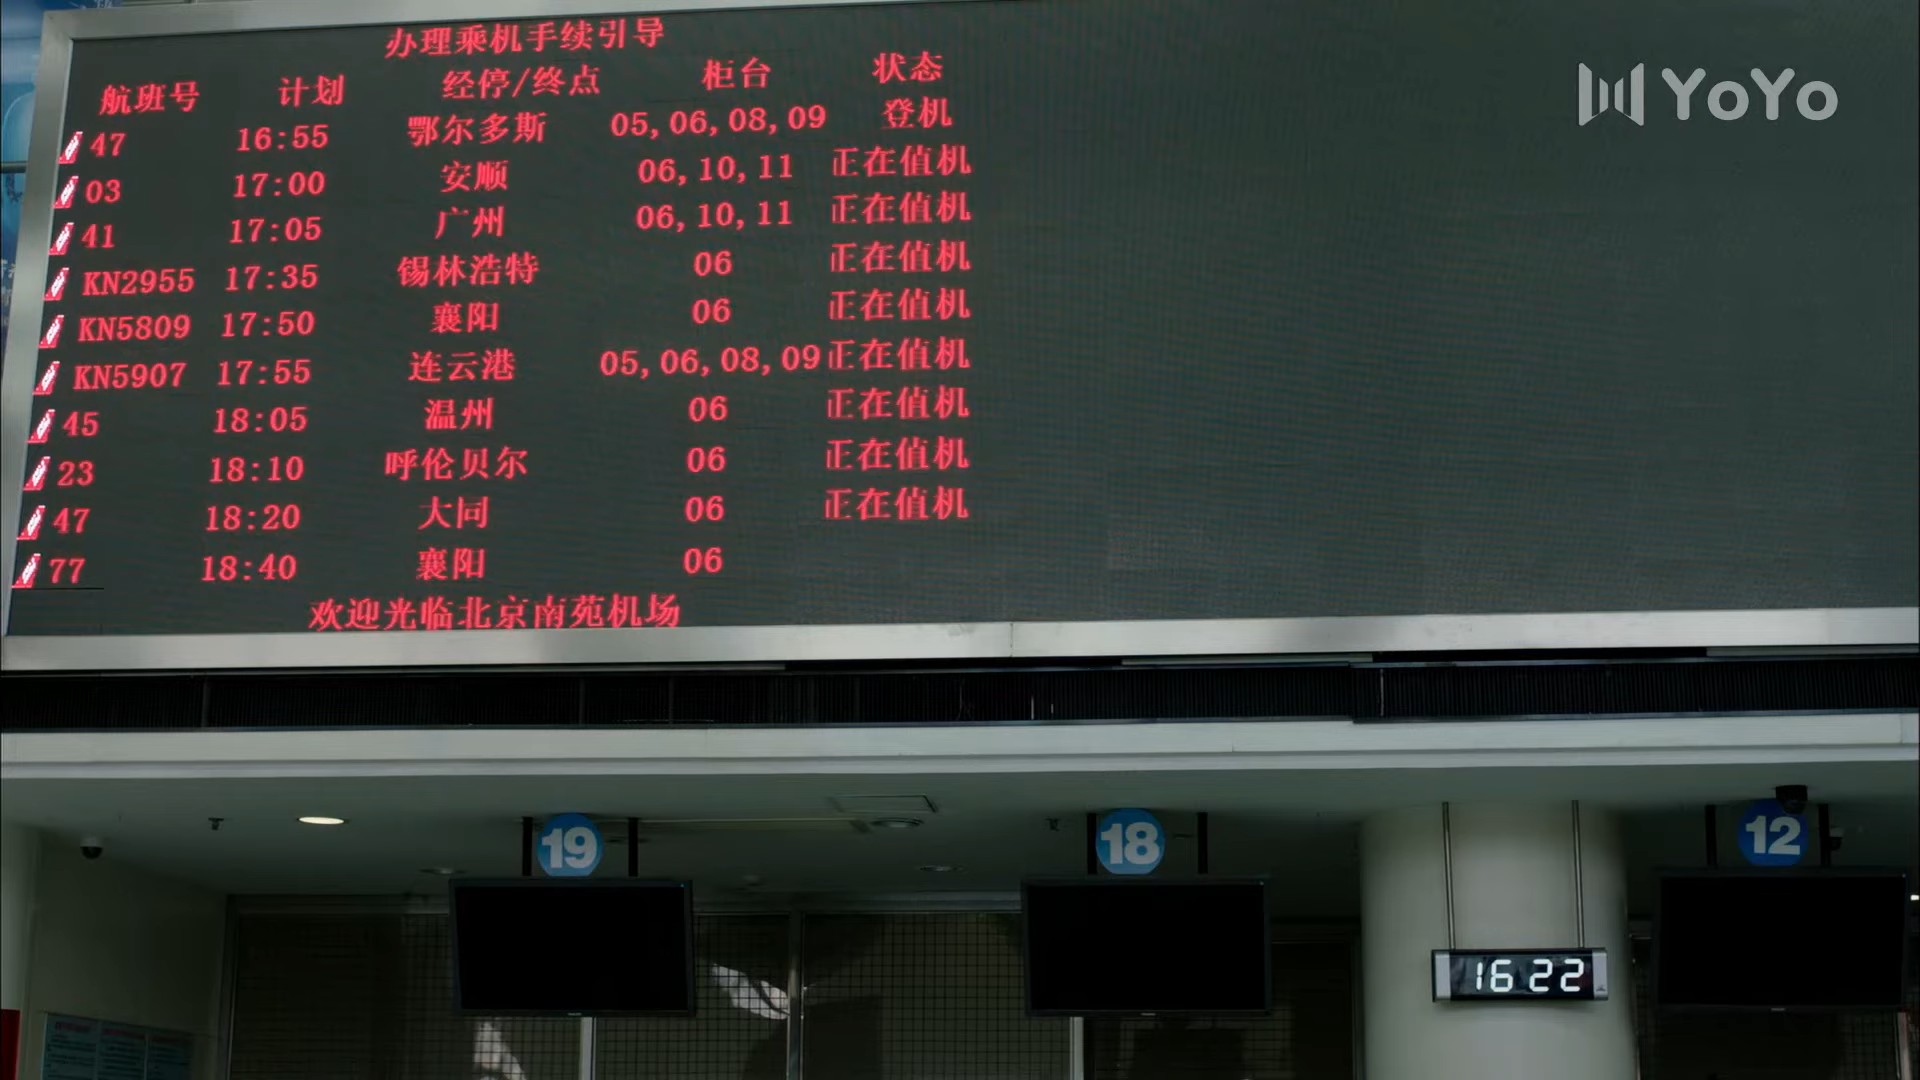 办理乘机手续引导
航班号 计划 经停/终点 柜台 状态
47 16:55 鄂尔多斯 05,06,08,09 登机
03 17:00 安顺 06,10,11 正在值机
41 17:05 广州 06,10,11 正在值机
KN2955 17:35 锡林浩特 06 正在值机
KN5809 17:50 襄阳 06 正在值机
KN5907 17:55 连云港 05,06,08,09 正在值机
45 18:05 温州 06 正在值机
23 18:10 呼伦贝尔 06 正在值机
47 18:20 大同 06 正在值机
77 18:40 襄阳 06
欢迎光临北京南苑机场
YoYo
19 18 12
16 22